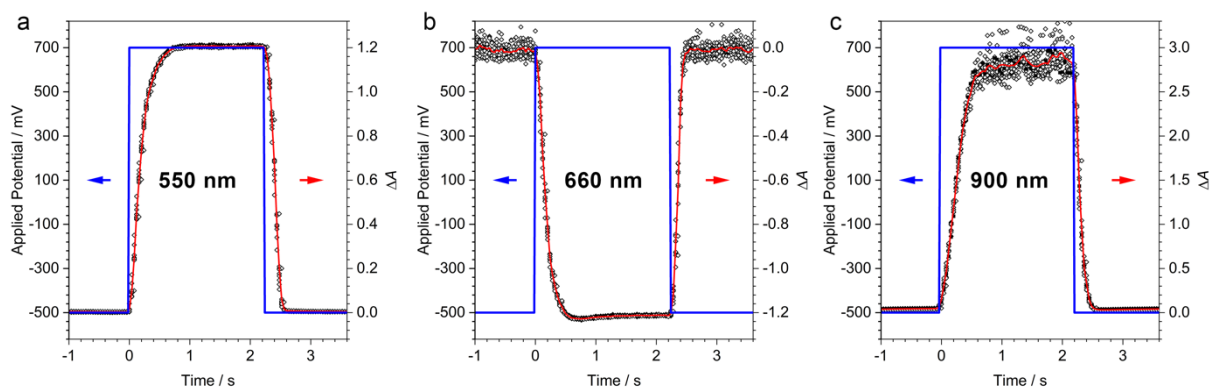 a
Applied Potential / mV
700
500
300
100
-100
-300
-500
550 nm
1.2
1.0
0.8
0.6
0.4
0.2
0.0
ΔA
-1 0 1 2 3
Time / s
b
Applied Potential / mV
700
500
300
100
-100
-300
-500
660 nm
0.0
-0.2
-0.4
-0.6
-0.8
-1.0
-1.2
ΔA
-1 0 1 2 3
Time / s
c
Applied Potential / mV
700
500
300
100
-100
-300
-500
900 nm
3.0
2.5
2.0
1.5
1.0
0.5
0.0
ΔA
-1 0 1 2 3
Time / s